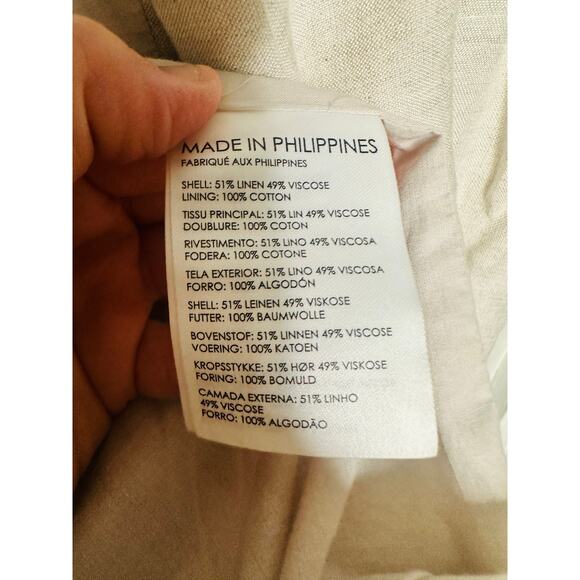 MADE IN PHILIPPINES
FABRIQUÉ AUX PHILIPPINES
SHELL: 51% LINEN 49% VISCOSE
LINING: 100% COTTON
TISSU PRINCIPAL: 51% LIN 49% VISCOSE
DOUBLURE: 100% COTON
RIVESTIMENTO: 51% LINO 49% VISCOSA
FODERA: 100% COTONE
TELA EXTERIOR: 51% LINO 49% VISCOSA
FORRO: 100% ALGODÓN
SHELL: 51% LEINEN 49% VISKOSE
FUTTER: 100% BAUMWOLLE
BOVENSTOF: 51% LINNEN 49% VISCOSE
VOERING: 100% KATOEN
KROPSSTYKKE: 51% HØR 49% VISKOSE
FORING: 100% BOMULD
CAMADA EXTERNA: 51% LINHO
49% VISCOSE
FORRO: 100% ALGODÃO